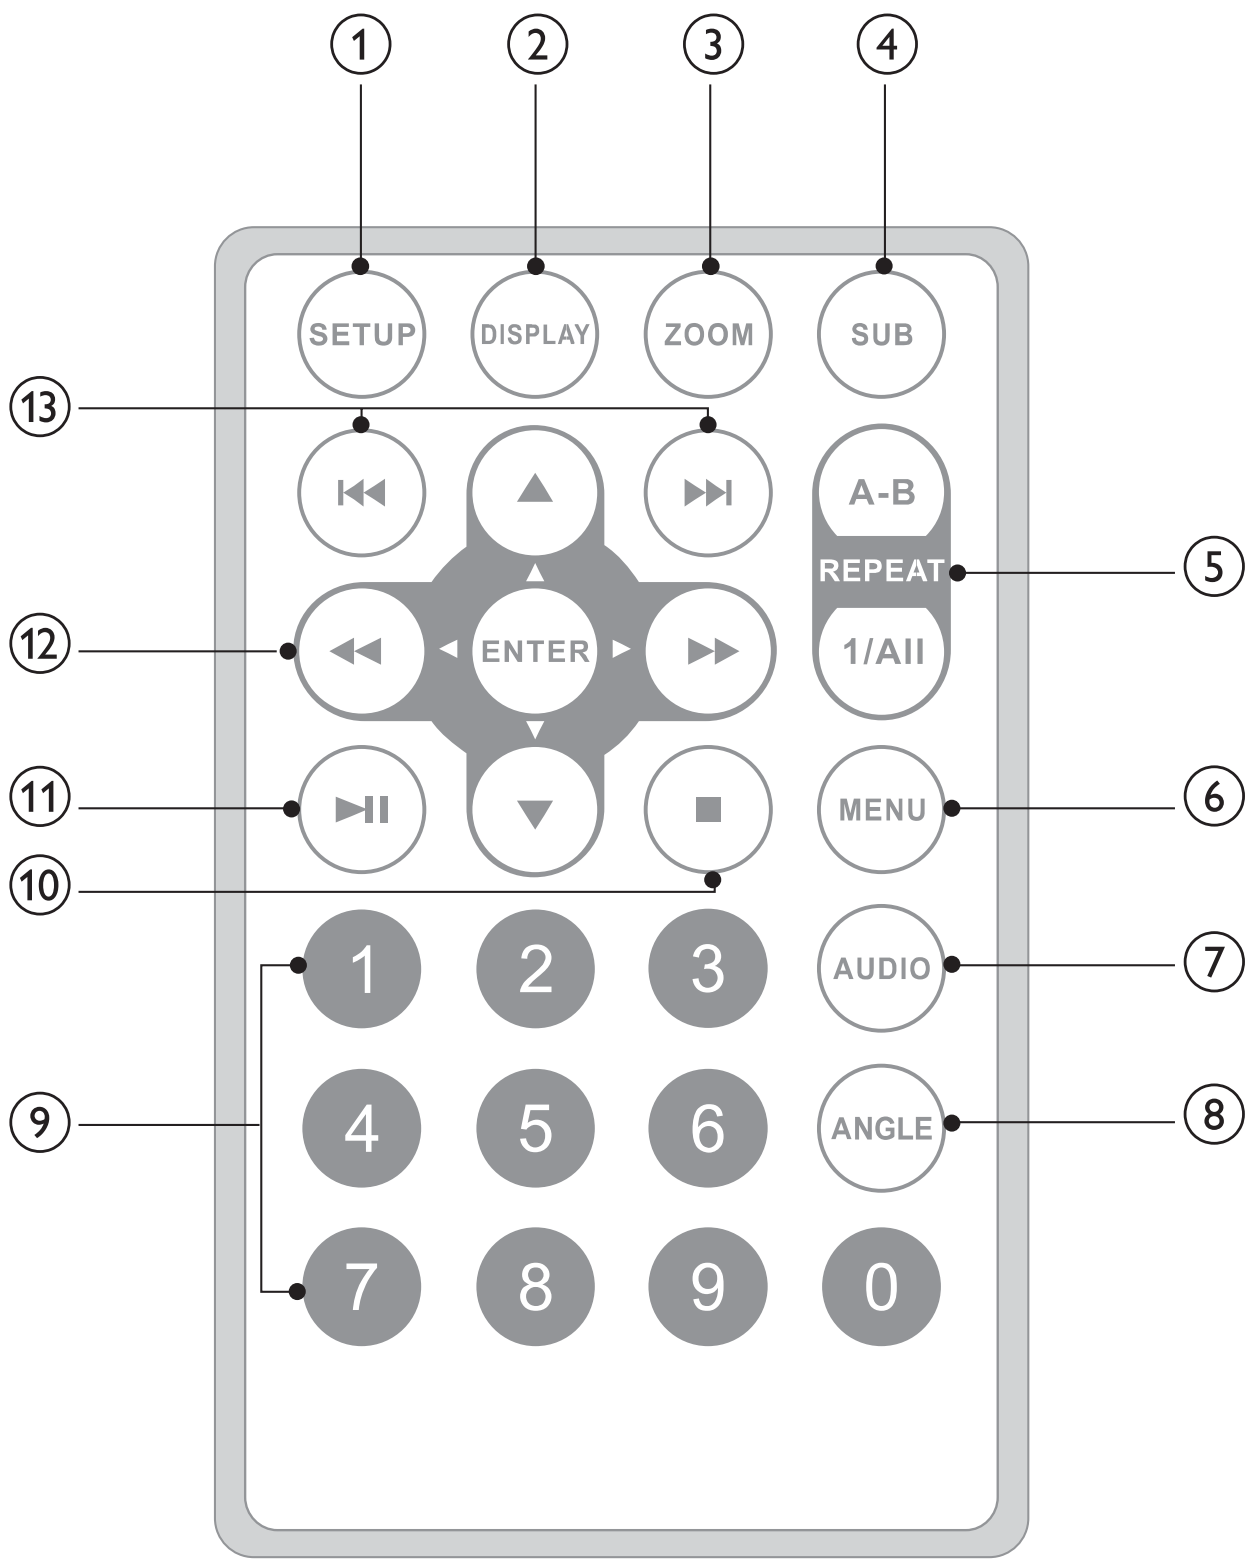 1 2 3 4
SETUP DISPLAY ZOOM SUB
13
A-B
REPEAT 5
12 ENTER 1/All
11 MENU 6
10
1 2 3 AUDIO 7
9 4 5 6 ANGLE 8
7 8 9 0